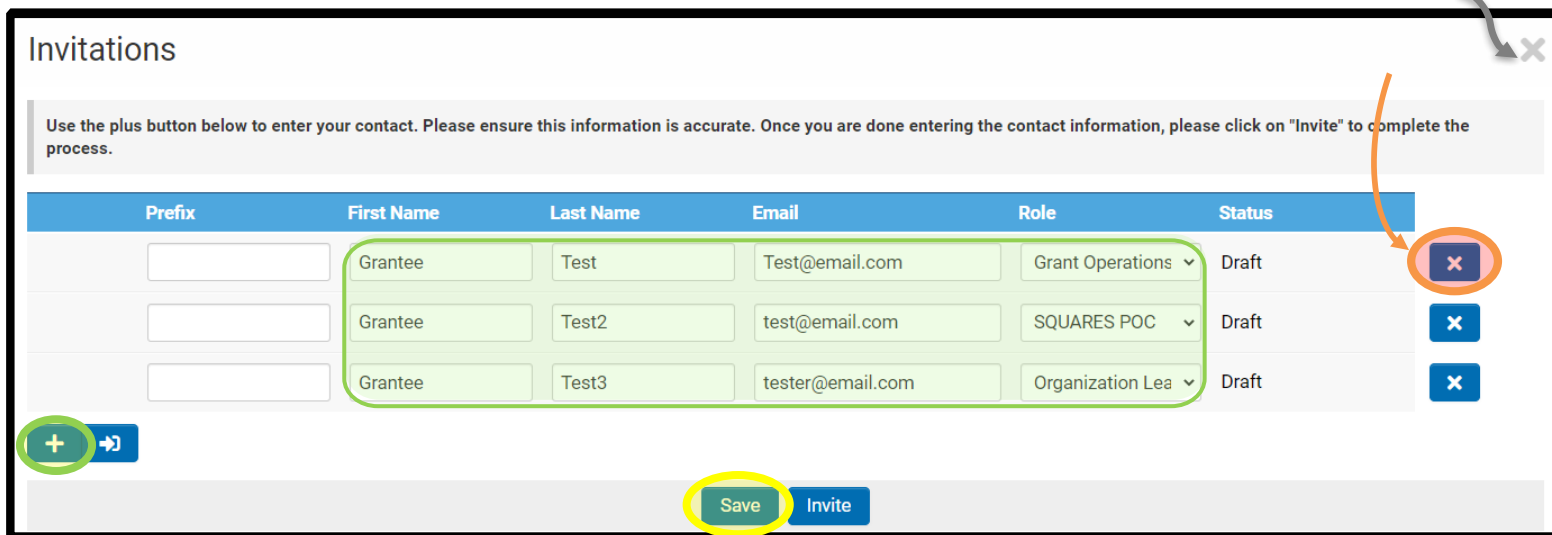 Invitations
Use the plus button below to enter your contact. Please ensure this information is accurate. Once you are done entering the contact information, please click on "Invite" to complete the
process.
Prefix First Name Last Name Email Role Status
Grantee Test Test@email.com Grant Operations Draft
Grantee Test2 test@email.com SQUARES POC Draft
Grantee Test3 tester@email.com Organization Lea Draft
Save Invite